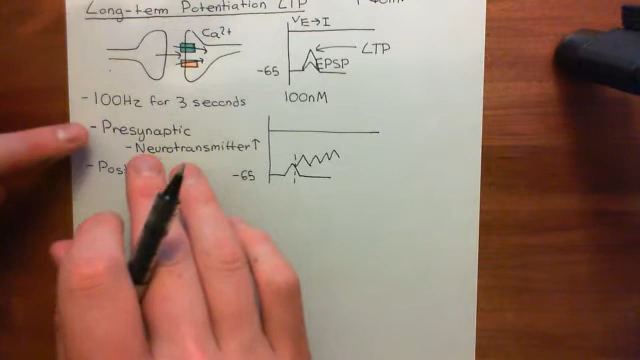 Long-term Potentiation LTP
Ca²⁺
VE→I
LTP
EPSP
-65
- 100Hz for 3 seconds
100nM
- Presynaptic
- Neurotransmitter↑
-65